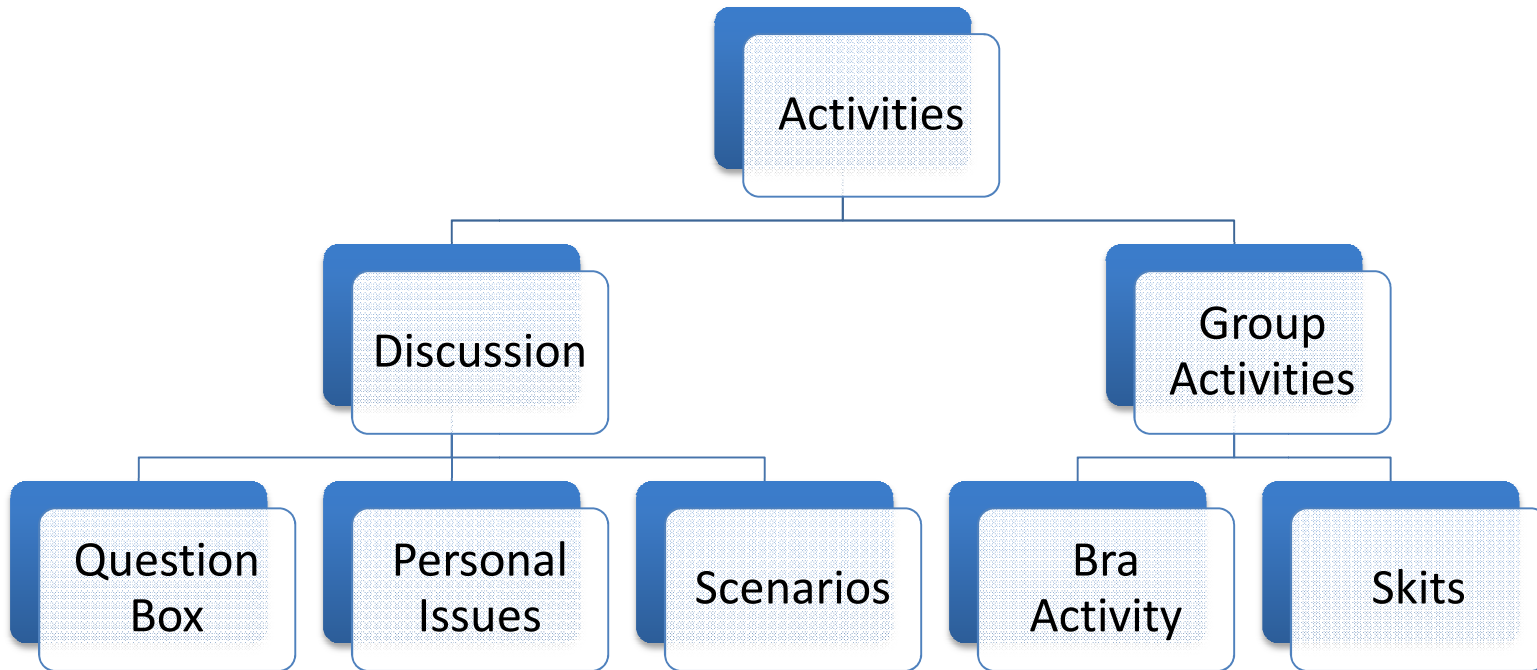 Activities
Discussion
Group
Activities
Question
Box
Personal
Issues
Scenarios
Bra
Activity
Skits